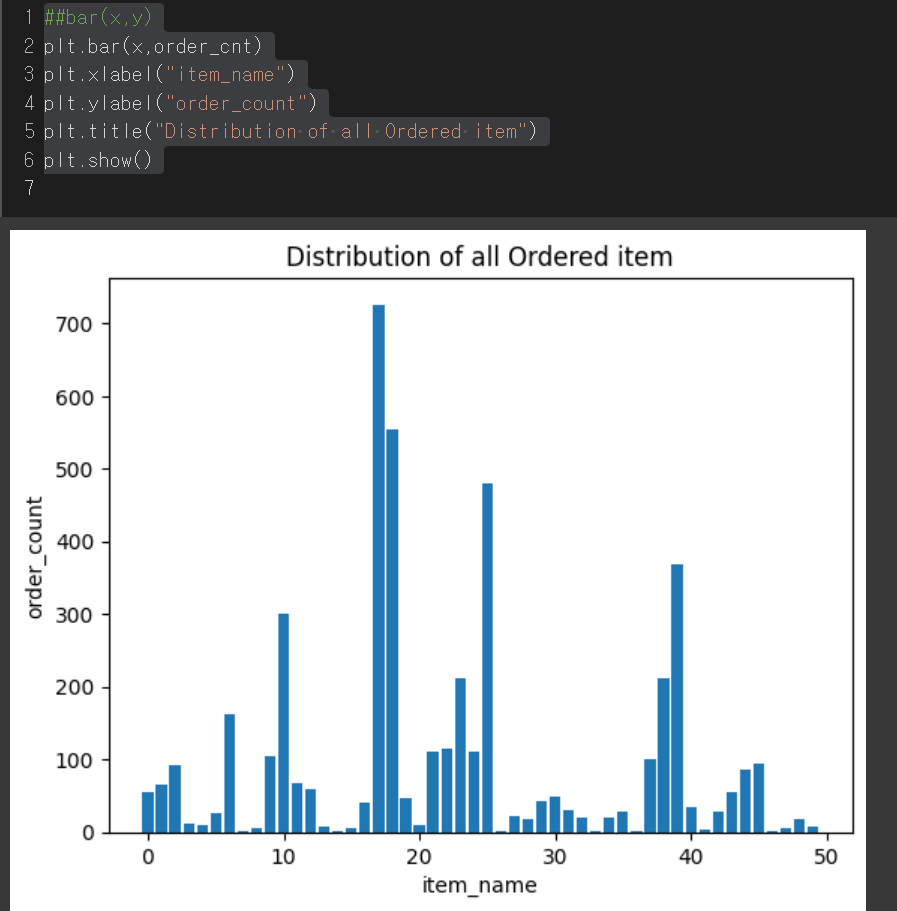 1 ##bar(x,y)
2 plt.bar(x,order_cnt)
3 plt.xlabel("item_name")
4 plt.ylabel("order_count")
5 plt.title("Distribution of all Ordered item")
6 plt.show()
7
Distribution of all Ordered item
700
600
500
400
300
200
100
0
order_count
0 10 20 30 40 50
item_name